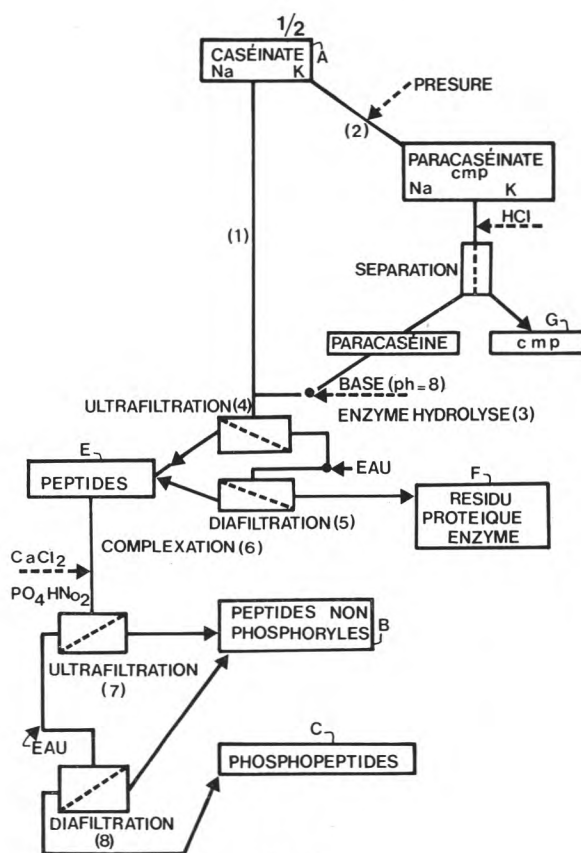 1/2
CASÉINATE
Na K
A
PRESURE
(2)
PARACASÉINATE
cmp
Na K
HCl
(1)
SEPARATION
G
PARACASÉINE
cmp
BASE (ph = 8)
ULTRAFILTRATION (4)
ENZYME HYDROLYSE (3)
E
EAU
PEPTIDES
F
DIAFILTRATION (5)
RESIDU
PROTEIQUE
ENZYME
COMPLEXATION (6)
CaCl2
PO4HNo2
PEPTIDES NON
PHOSPHORYLES
B
ULTRAFILTRATION
(7)
EAU
C
PHOSPHOPEPTIDES
DIAFILTRATION
(8)